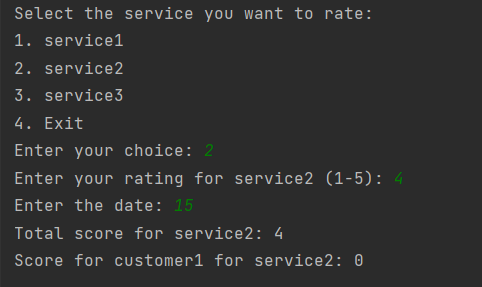 Select the service you want to rate:
1. service1
2. service2
3. service3
4. Exit
Enter your choice: 2
Enter your rating for service2 (1-5): 4
Enter the date: 15
Total score for service2: 4
Score for customer1 for service2: 0